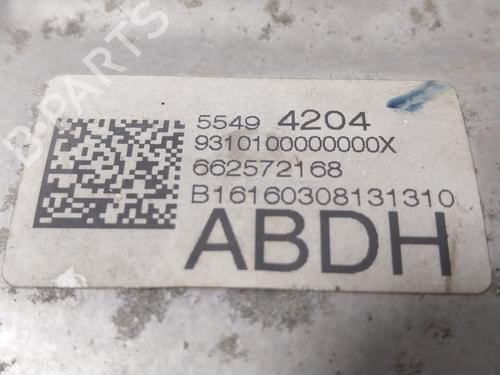 B-PARTS
5549 4204
9310100000000X
662572168
B16160308131310
ABDH